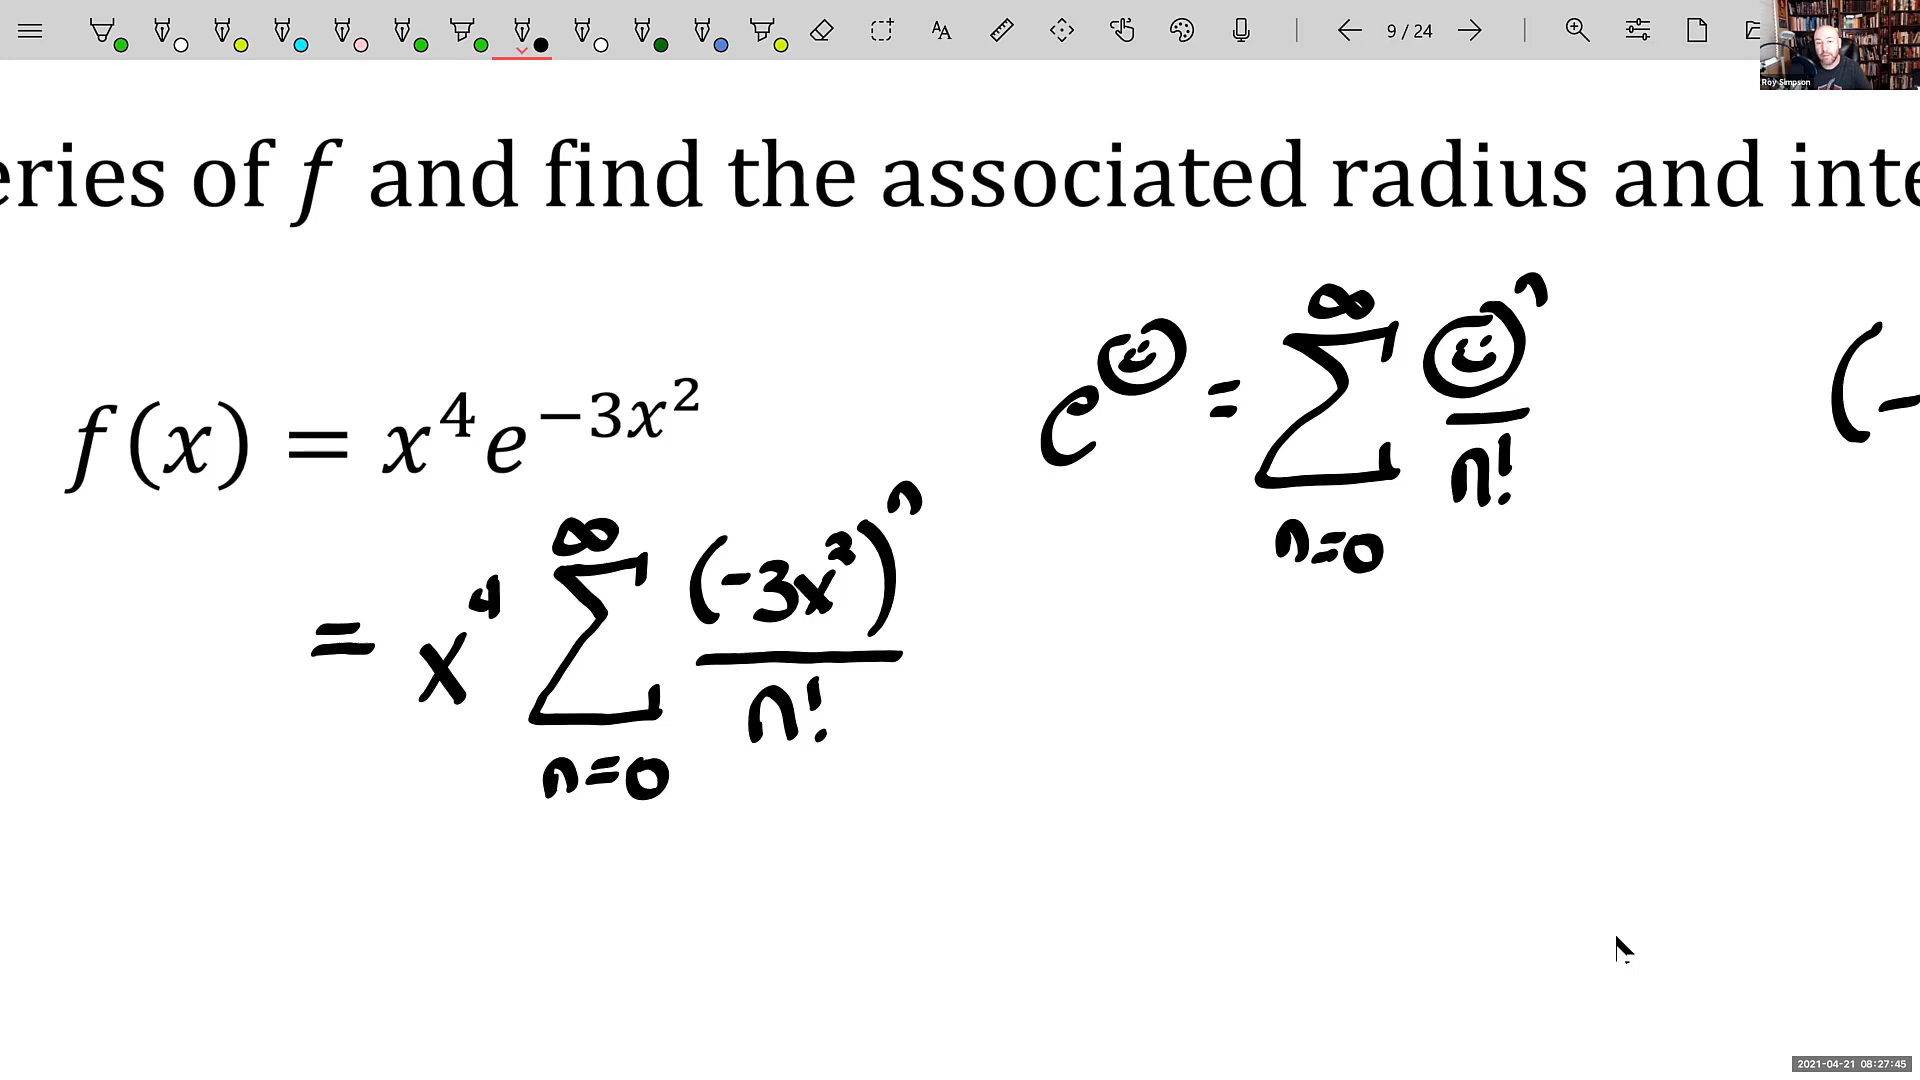 9 / 24
Roy Simpson
eries of f and find the associated radius and inte
f(x) = x⁴e^(−3x²)
e^☺ = ∑_{n=0}^{∞} ☺ⁿ/n!
(-
= x⁴ ∑_{n=0}^{∞} (-3x²)ⁿ/n!
2021-04-21 08:27:45